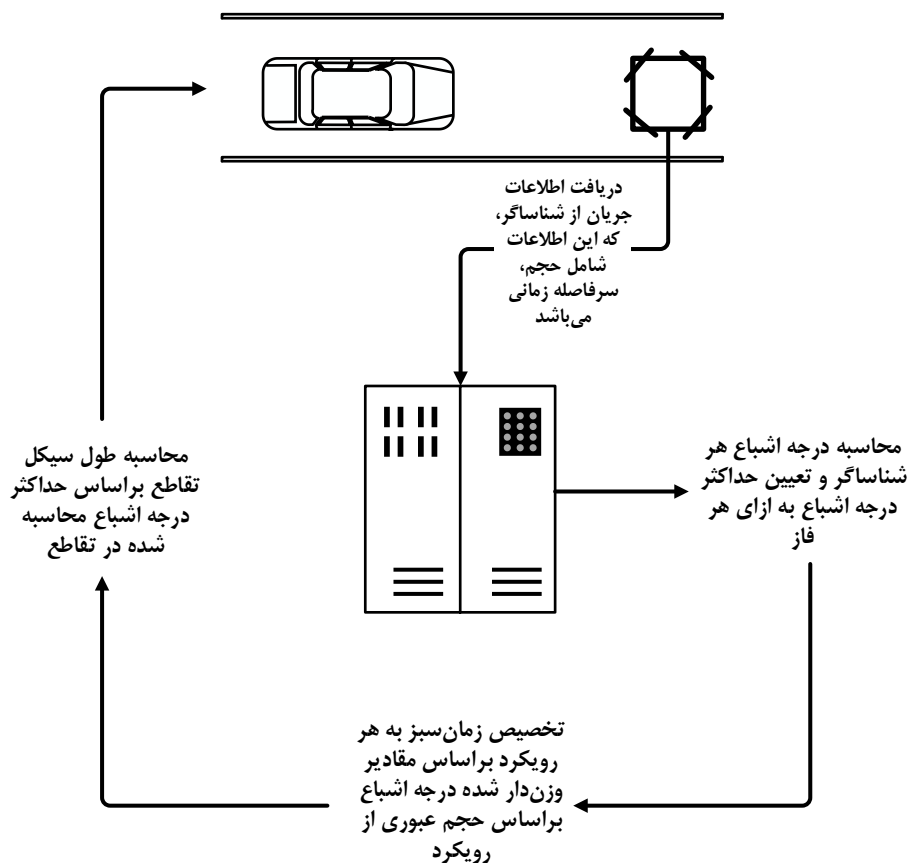 دریافت اطلاعات
جریان از شناساگر،
که این اطلاعات
شامل حجم،
سرفاصله زمانی
می‌باشد
محاسبه درجه اشباع هر
شناساگر و تعیین حداکثر
درجه اشباع به ازای هر
فاز
تخصیص زمان‌سبز به هر
رویکرد براساس مقادیر
وزن‌دار شده درجه اشباع
براساس حجم عبوری از
رویکرد
محاسبه طول سیکل
تقاطع براساس حداکثر
درجه اشباع محاسبه
شده در تقاطع